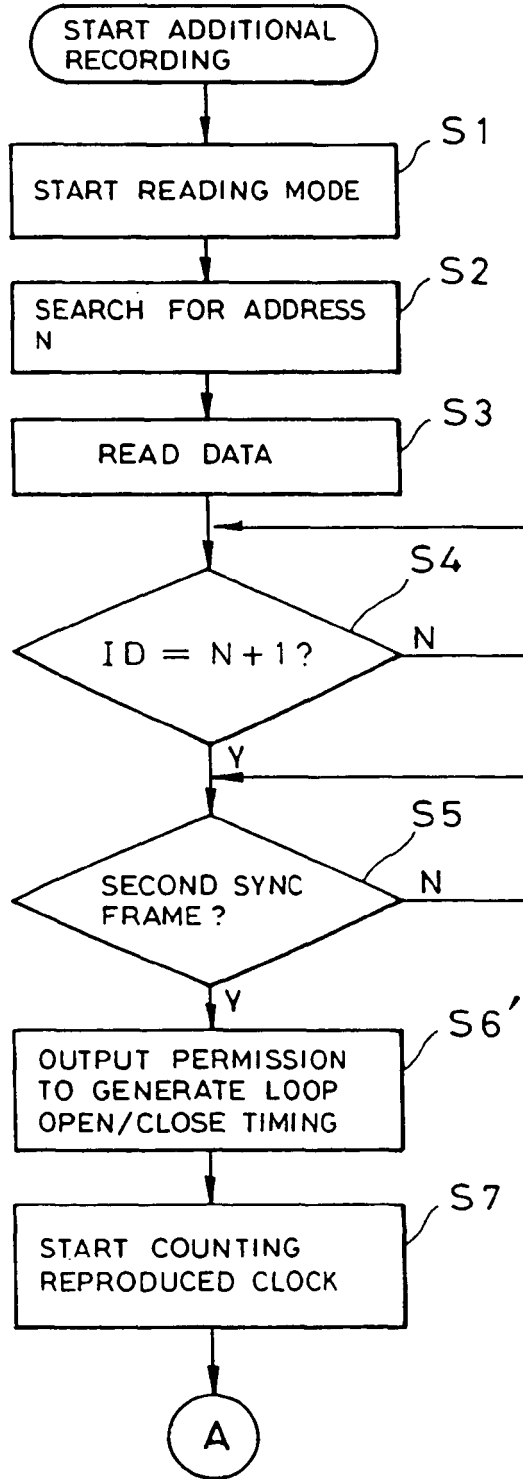 START ADDITIONAL
RECORDING
S1
START READING MODE
S2
SEARCH FOR ADDRESS
N
S3
READ DATA
S4
ID = N+1?
N
Y
S5
SECOND SYNC
FRAME?
N
Y
S6'
OUTPUT PERMISSION
TO GENERATE LOOP
OPEN/CLOSE TIMING
S7
START COUNTING
REPRODUCED CLOCK
A